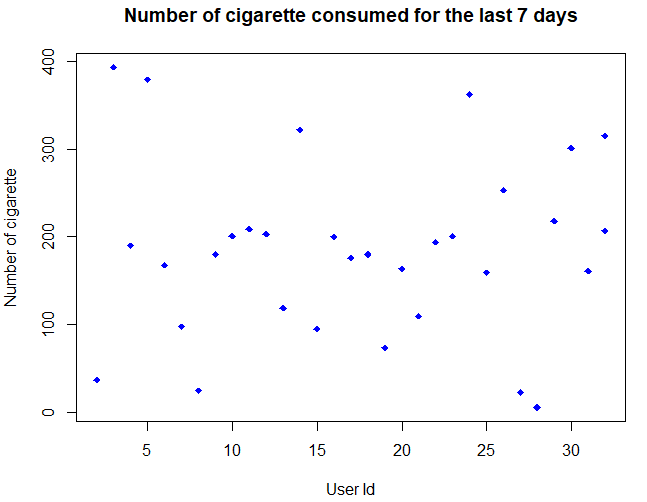 Number of cigarette consumed for the last 7 days
Number of cigarette
400
300
200
100
0
5 10 15 20 25 30
User Id